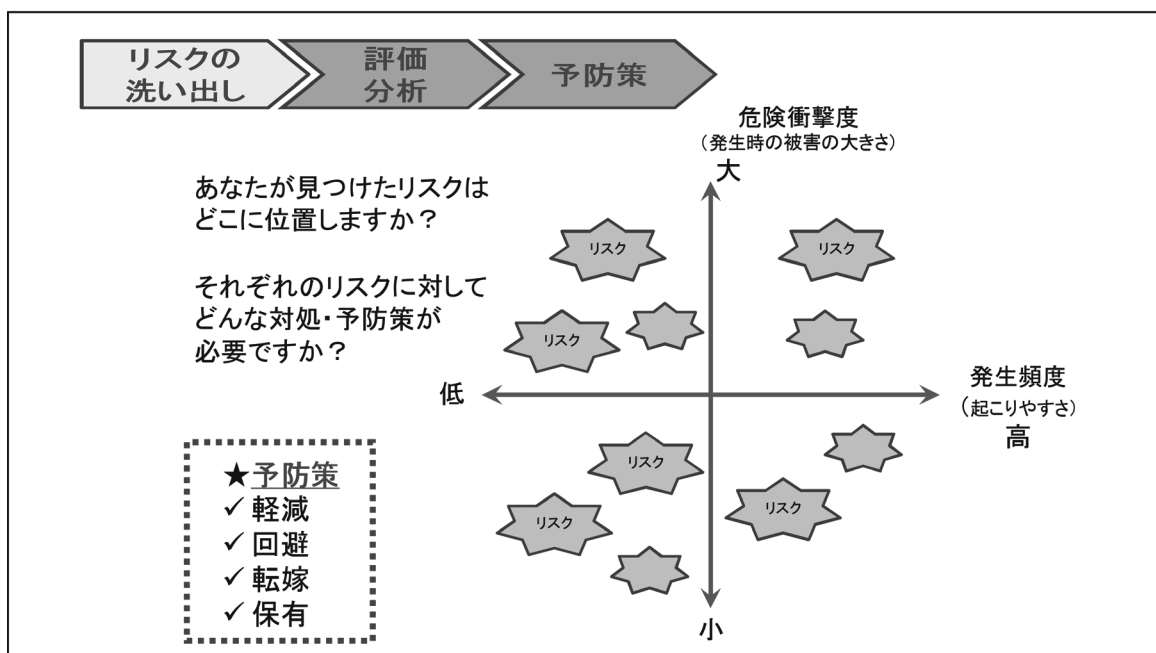 リスクの
洗い出し
評価
分析
予防策
危険衝撃度
（発生時の被害の大きさ）
大
あなたが見つけたリスクは
どこに位置しますか？
それぞれのリスクに対して
どんな対処・予防策が
必要ですか？
リスク
リスク
リスク
低
発生頻度
（起こりやすさ）
高
リスク
リスク
リスク
小
★予防策
✓ 軽減
✓ 回避
✓ 転嫁
✓ 保有